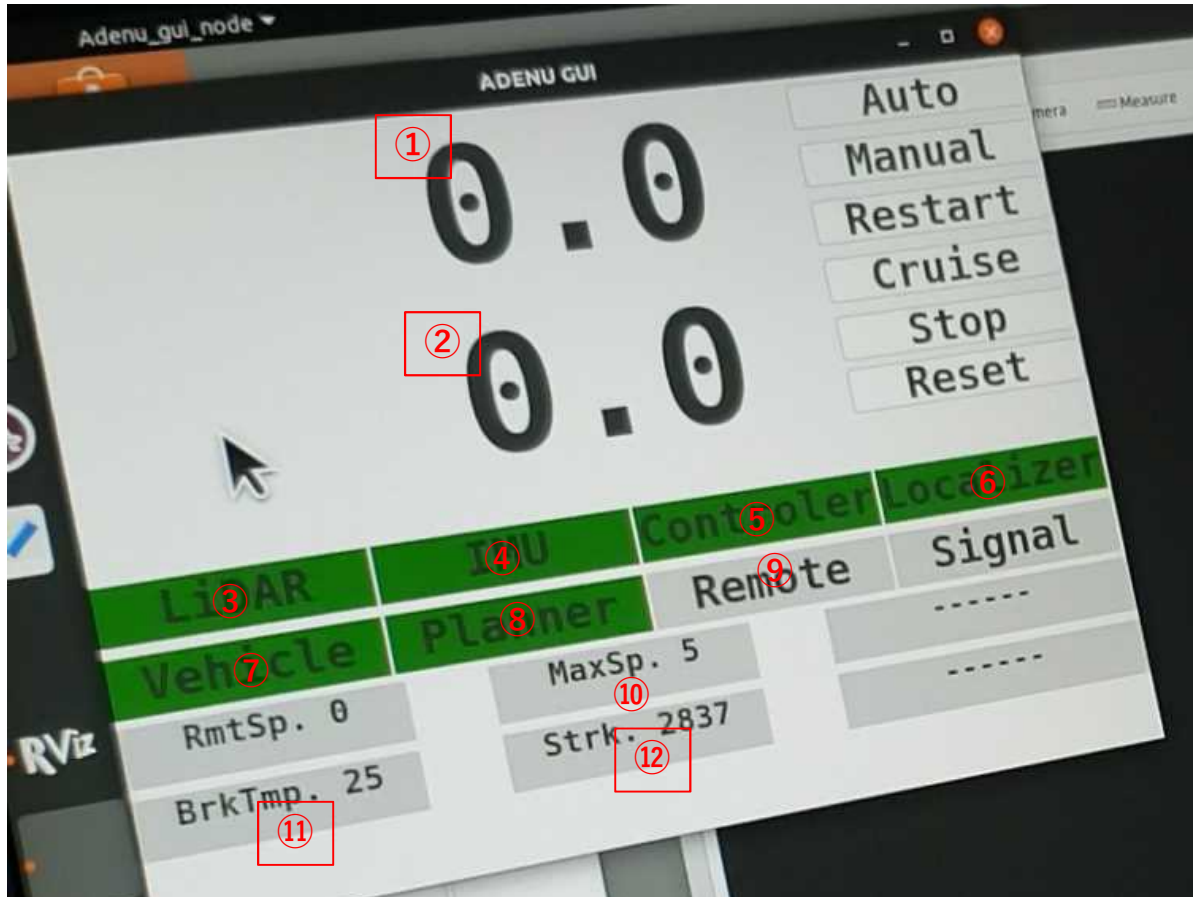 Adenu_gui_node
ADENU GUI
① 0.0
② 0.0
Auto
Manual
Restart
Cruise
Stop
Reset
mera Measure
③ LiDAR ④ IMU ⑤ Controler ⑥ Localizer
⑦ Vehicle ⑧ Planner ⑨ Remote Signal
RmtSp. 0 MaxSp. 5 ⑩ ------
BrkTmp. 25 ⑪ Strk. 2837 ⑫ ------
RViz